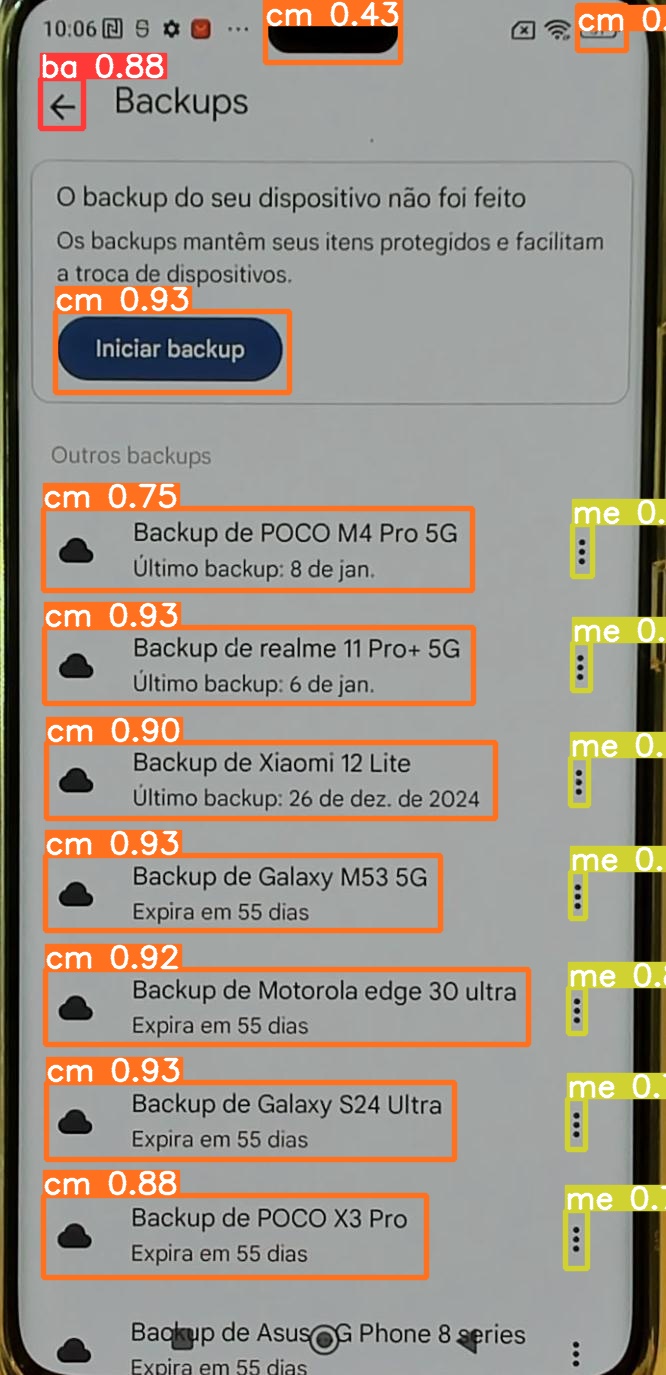 10:06
cm 0.43
cm 0.
ba 0.88
Backups
O backup do seu dispositivo não foi feito
Os backups mantêm seus itens protegidos e facilitam
a troca de dispositivos.
cm 0.93
Iniciar backup
Outros backups
cm 0.75
me 0.
Backup de POCO M4 Pro 5G
Último backup: 8 de jan.
cm 0.93
me 0.
Backup de realme 11 Pro+ 5G
Último backup: 6 de jan.
cm 0.90
me 0.
Backup de Xiaomi 12 Lite
Último backup: 26 de dez. de 2024
cm 0.93
me 0.
Backup de Galaxy M53 5G
Expira em 55 dias
cm 0.92
me 0.8
Backup de Motorola edge 30 ultra
Expira em 55 dias
cm 0.93
me 0.
Backup de Galaxy S24 Ultra
Expira em 55 dias
cm 0.88
me 0.
Backup de POCO X3 Pro
Expira em 55 dias
Backup de Asus G Phone 8 series
Expira em 55 dias